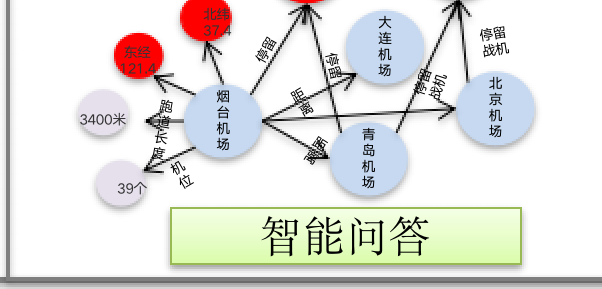 北纬
37.4
东经
121.4
3400米
39个
烟台机场
大连机场
青岛机场
北京机场
停留
停留
停留
战机
停留
战机
距离
距离
跑道长度
机位
智能问答